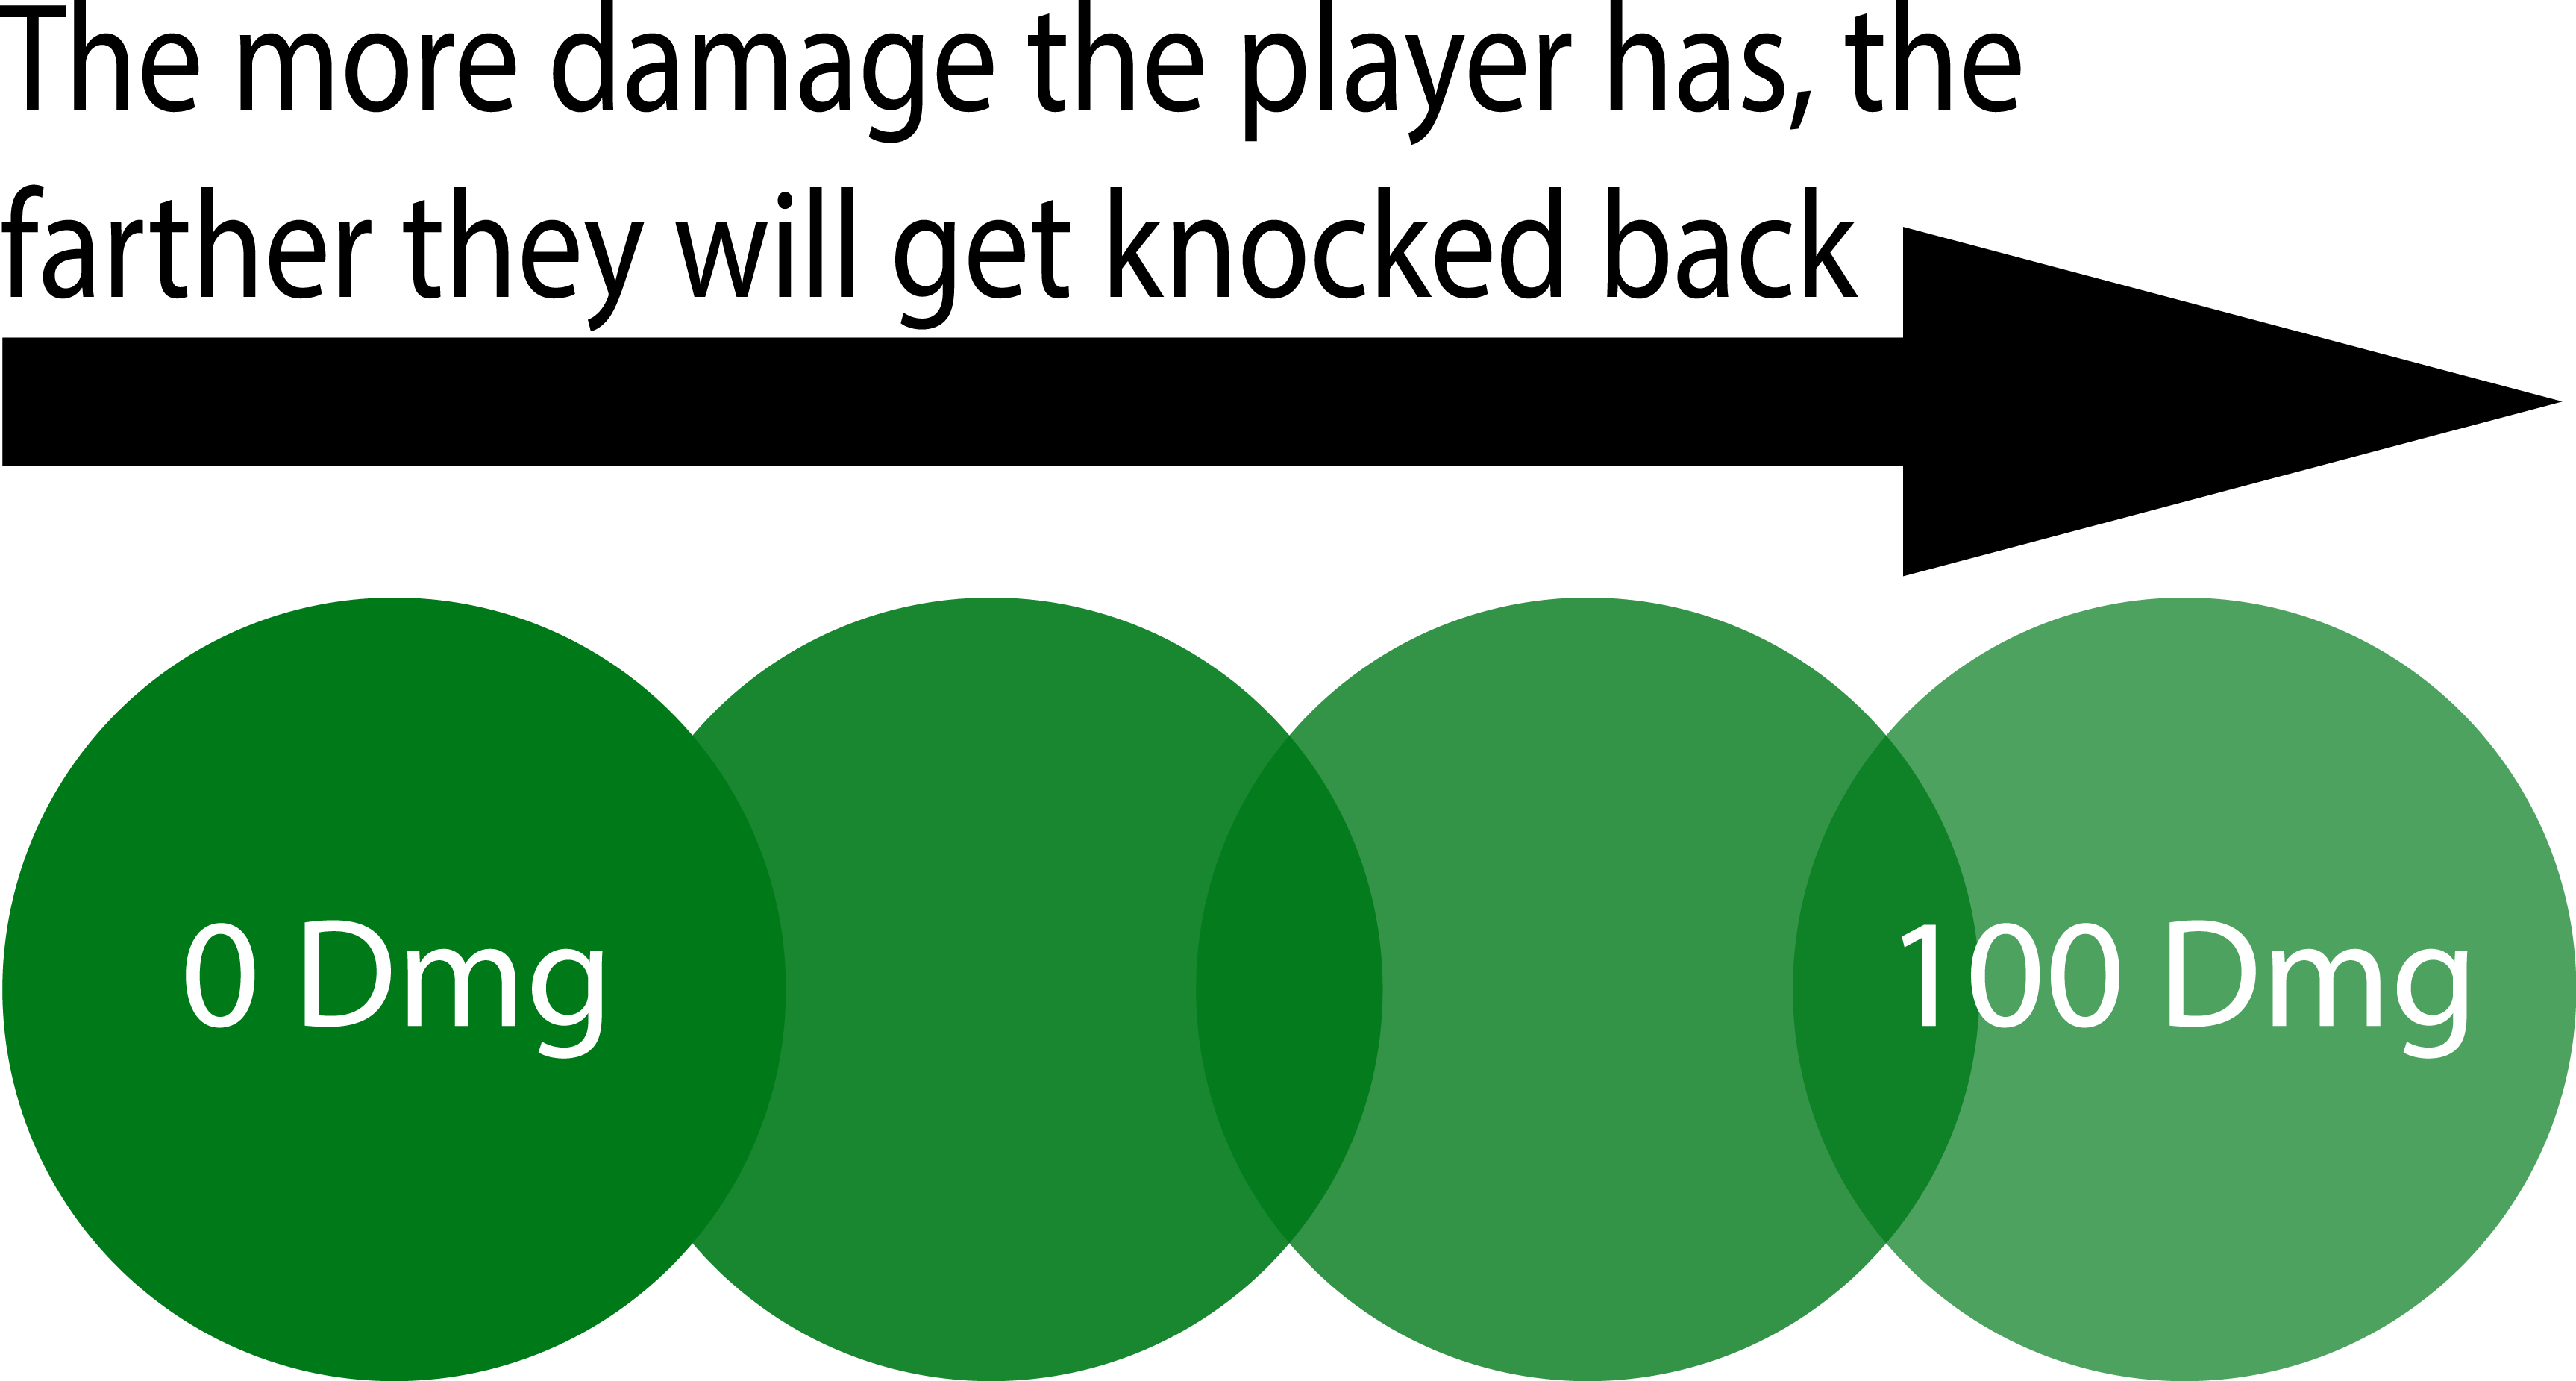 The more damage the player has, the
farther they will get knocked back
0 Dmg
100 Dmg